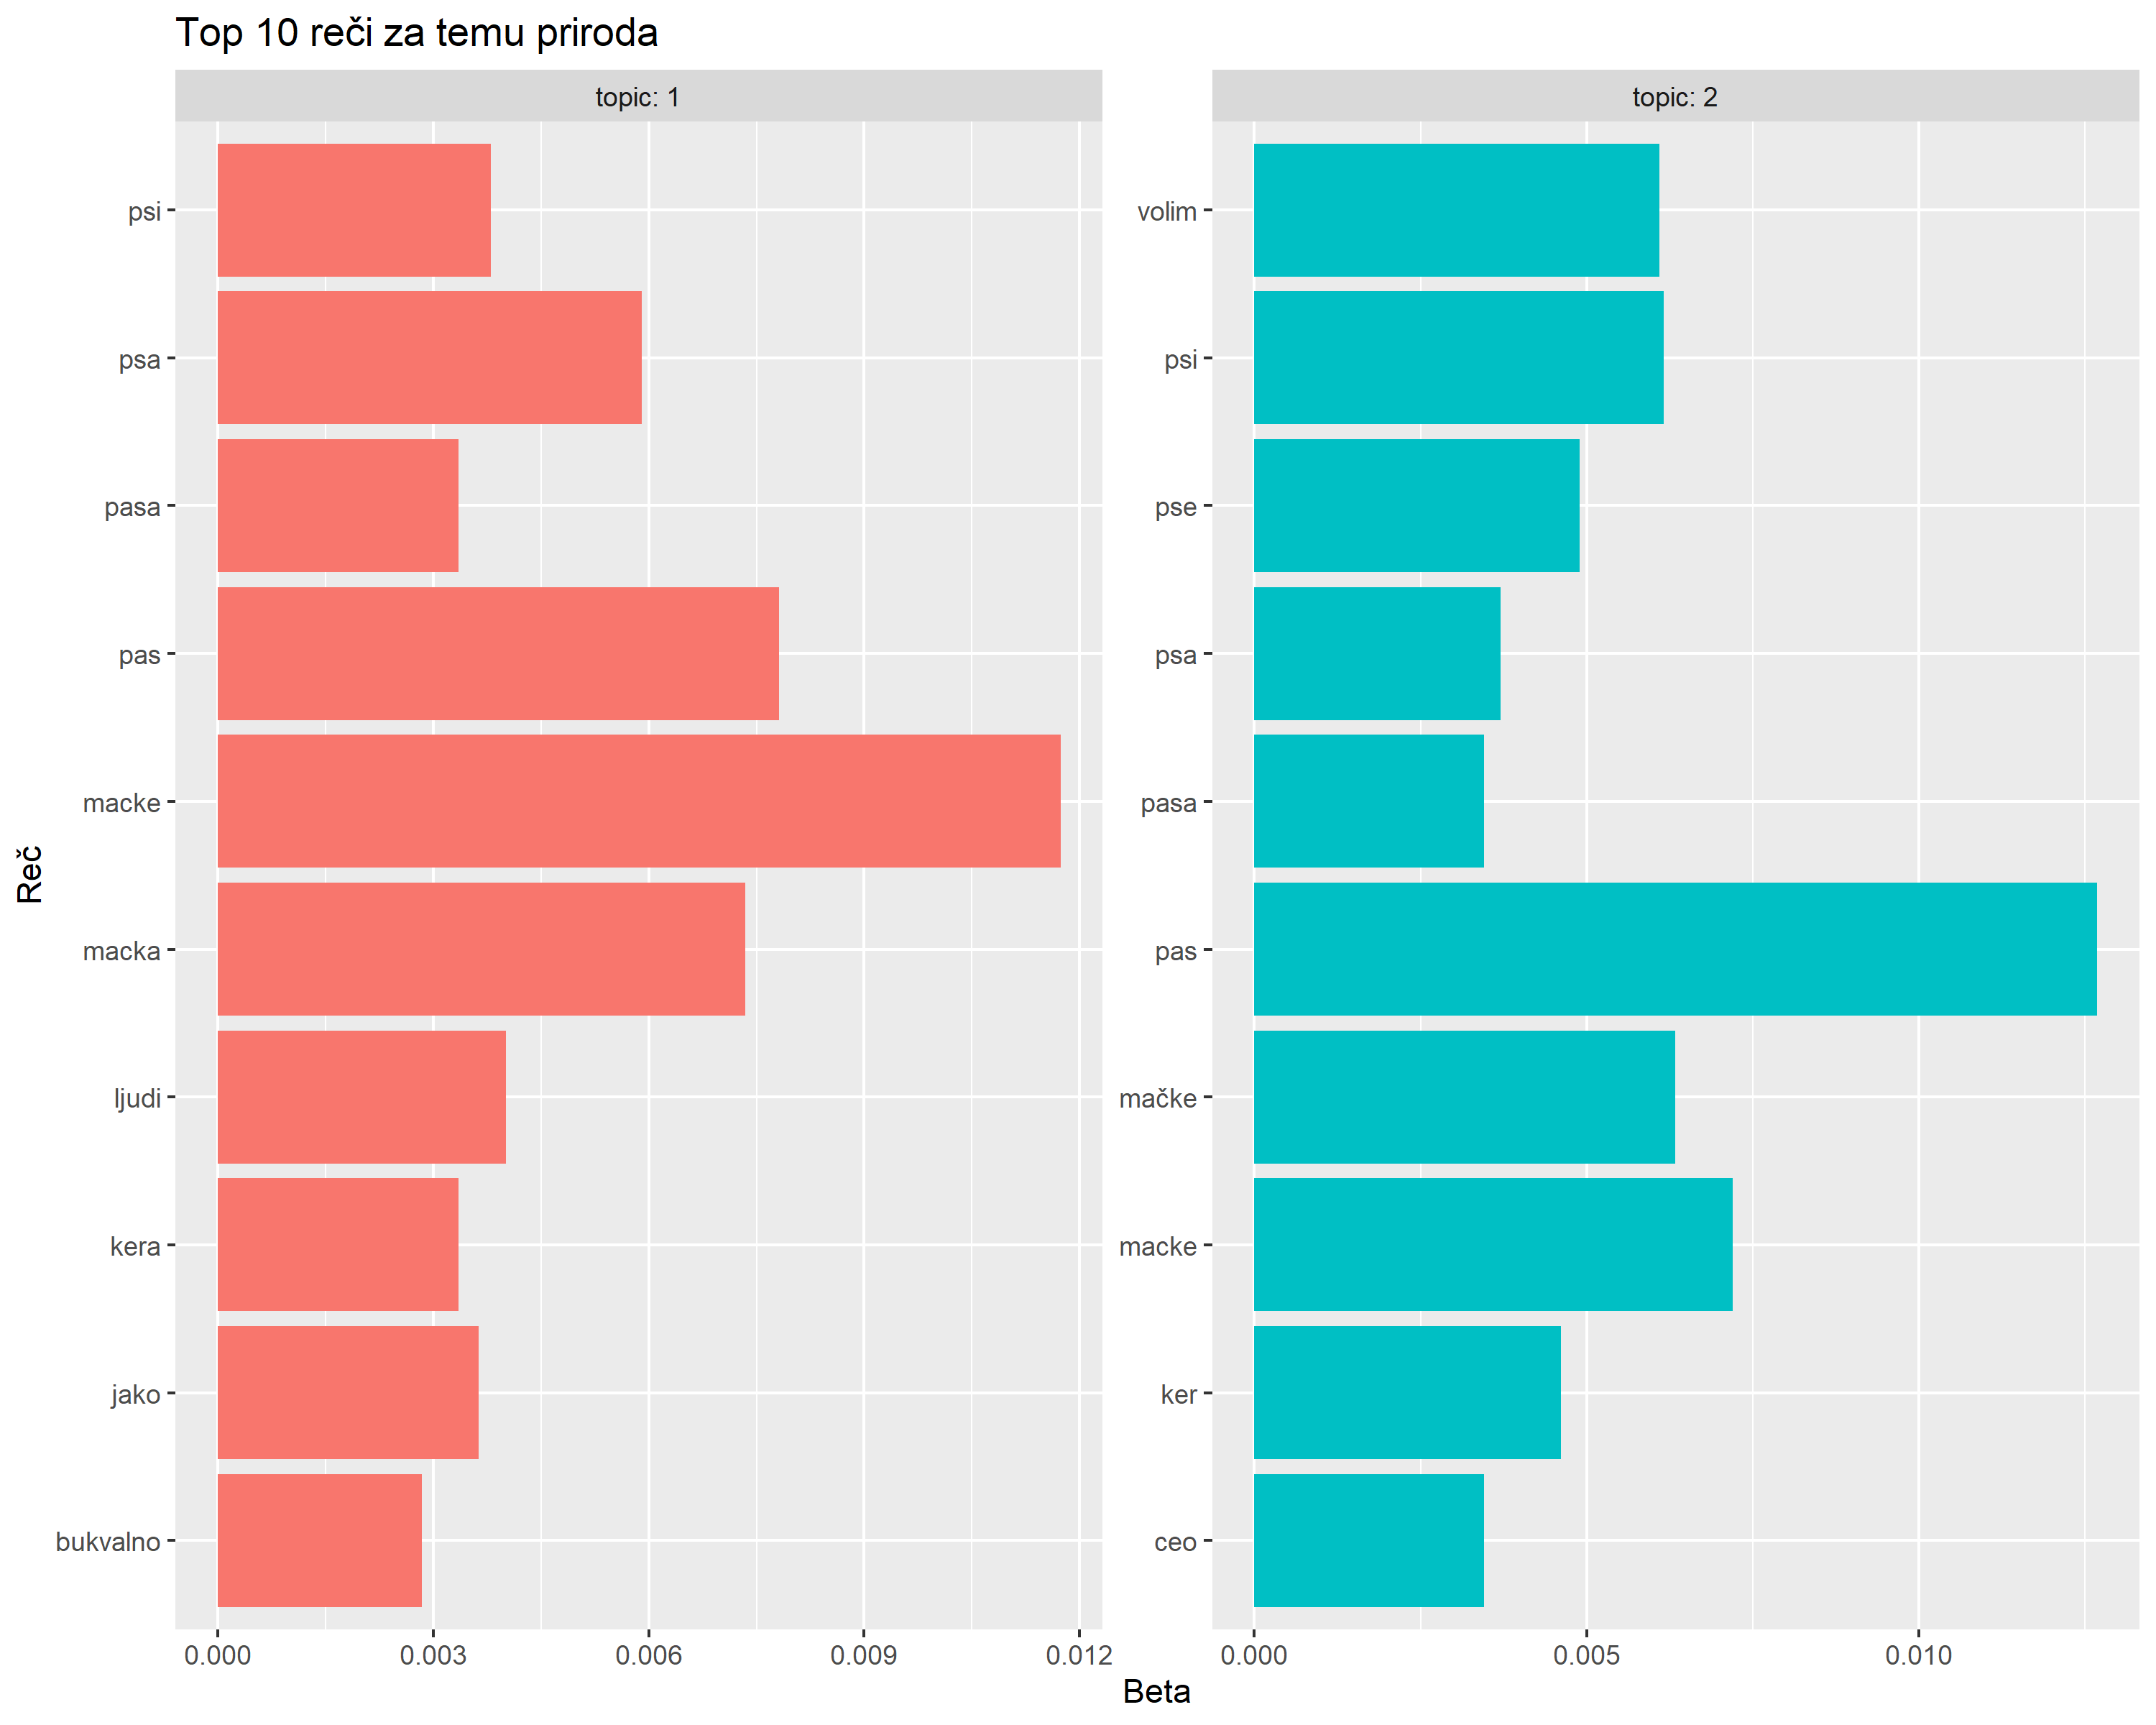 Top 10 reči za temu priroda
topic: 1
topic: 2
Reč
psi
psa
pasa
pas
macke
macka
ljudi
kera
jako
bukvalno
volim
psi
pse
psa
pasa
pas
mačke
macke
ker
ceo
0.000 0.003 0.006 0.009 0.012
0.000 0.005 0.010
Beta